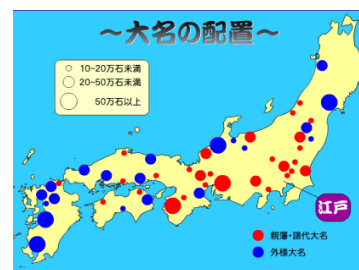 ～大名の配置～
10~20万石未満
20~50万石未満
50万石以上
江戸
親藩・譜代大名
外様大名